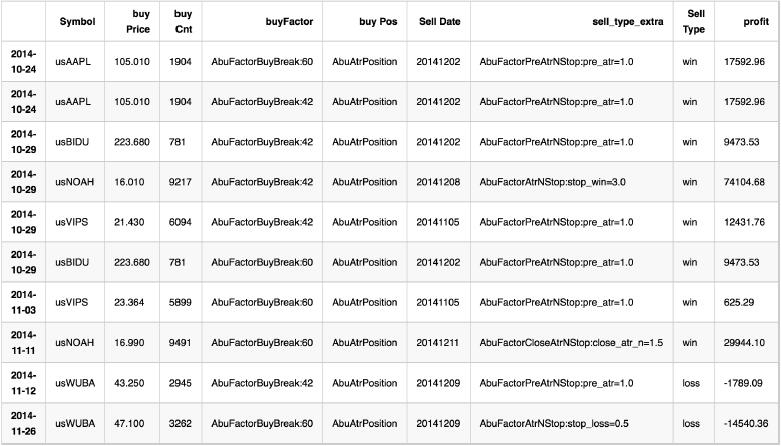 Symbol buy Price buy Cnt buyFactor buy Pos Sell Date sell_type_extra Sell Type profit
2014-10-24 usAAPL 105.010 1904 AbuFactorBuyBreak:60 AbuAtrPosition 20141202 AbuFactorPreAtrNStop:pre_atr=1.0 win 17592.96
2014-10-24 usAAPL 105.010 1904 AbuFactorBuyBreak:42 AbuAtrPosition 20141202 AbuFactorPreAtrNStop:pre_atr=1.0 win 17592.96
2014-10-29 usBIDU 223.680 781 AbuFactorBuyBreak:42 AbuAtrPosition 20141202 AbuFactorPreAtrNStop:pre_atr=1.0 win 9473.53
2014-10-29 usNOAH 16.010 9217 AbuFactorBuyBreak:42 AbuAtrPosition 20141208 AbuFactorAtrNStop:stop_win=3.0 win 74104.68
2014-10-29 usVIPS 21.430 6094 AbuFactorBuyBreak:42 AbuAtrPosition 20141105 AbuFactorPreAtrNStop:pre_atr=1.0 win 12431.76
2014-10-29 usBIDU 223.680 781 AbuFactorBuyBreak:60 AbuAtrPosition 20141202 AbuFactorPreAtrNStop:pre_atr=1.0 win 9473.53
2014-11-03 usVIPS 23.364 5899 AbuFactorBuyBreak:60 AbuAtrPosition 20141105 AbuFactorPreAtrNStop:pre_atr=1.0 win 625.29
2014-11-11 usNOAH 16.990 9491 AbuFactorBuyBreak:60 AbuAtrPosition 20141211 AbuFactorCloseAtrNStop:close_atr_n=1.5 win 29944.10
2014-11-12 usWUBA 43.250 2945 AbuFactorBuyBreak:42 AbuAtrPosition 20141209 AbuFactorPreAtrNStop:pre_atr=1.0 loss -1789.09
2014-11-26 usWUBA 47.100 3262 AbuFactorBuyBreak:60 AbuAtrPosition 20141209 AbuFactorAtrNStop:stop_loss=0.5 loss -14540.36